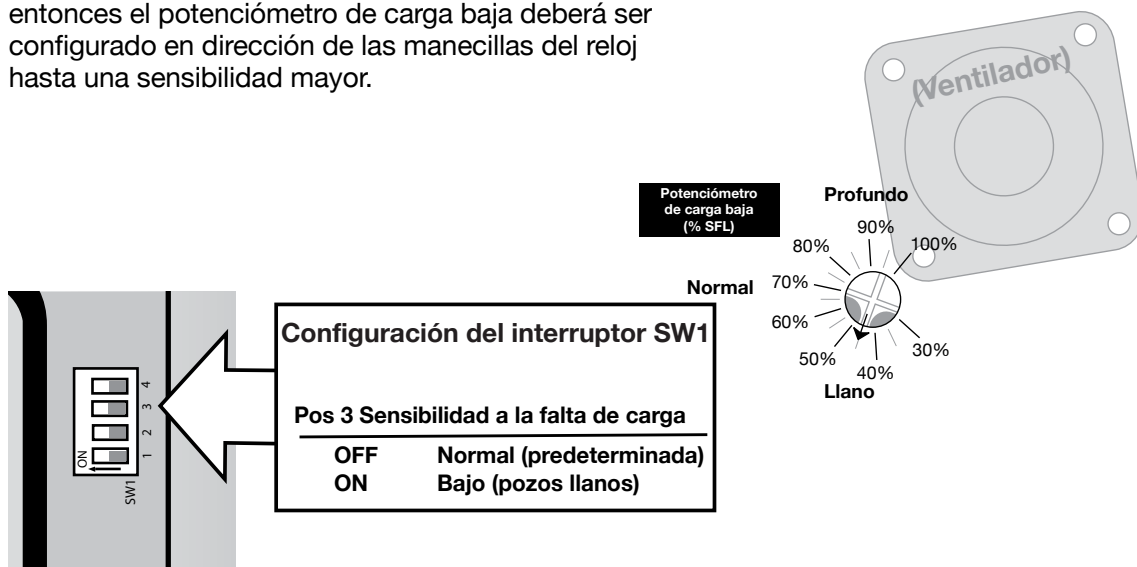 entonces el potenciómetro de carga baja deberá ser
configurado en dirección de las manecillas del reloj
hasta una sensibilidad mayor.
(Ventilador)
Potenciómetro
de carga baja
(% SFL)
Profundo
90%
80%
100%
Normal
70%
60%
50%
40%
30%
Llano
Configuración del interruptor SW1
Pos 3 Sensibilidad a la falta de carga
OFF Normal (predeterminada)
ON Bajo (pozos llanos)
ON
4
3
2
1
SW1